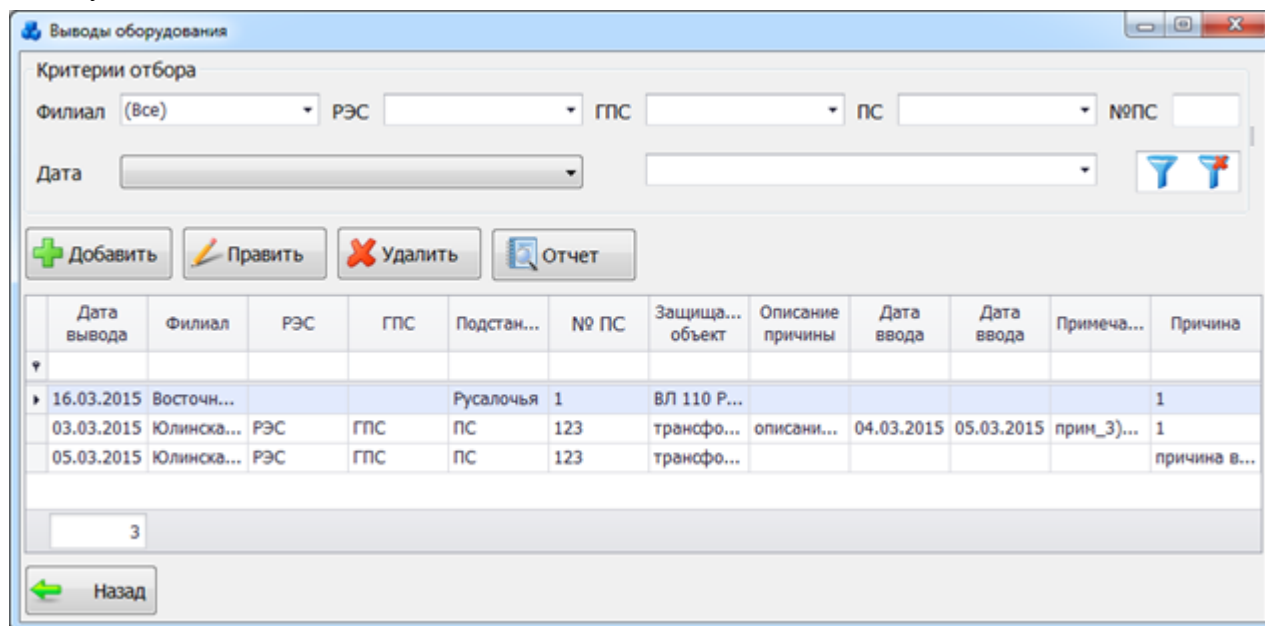 Выводы оборудования
Критерии отбора
Филиал (Все) РЭС ГПС ПС №ПС
Дата
Добавить Править Удалить Отчет
Дата вывода Филиал РЭС ГПС Подстан... № ПС Защища... объект Описание причины Дата ввода Дата ввода Примеча... Причина
16.03.2015 Восточн... Русалочья 1 ВЛ 110 Р... 1
03.03.2015 Юлинска... РЭС ГПС ПС 123 трансфо... описани... 04.03.2015 05.03.2015 прим_3)... 1
05.03.2015 Юлинска... РЭС ГПС ПС 123 трансфо... причина в...
3
Назад